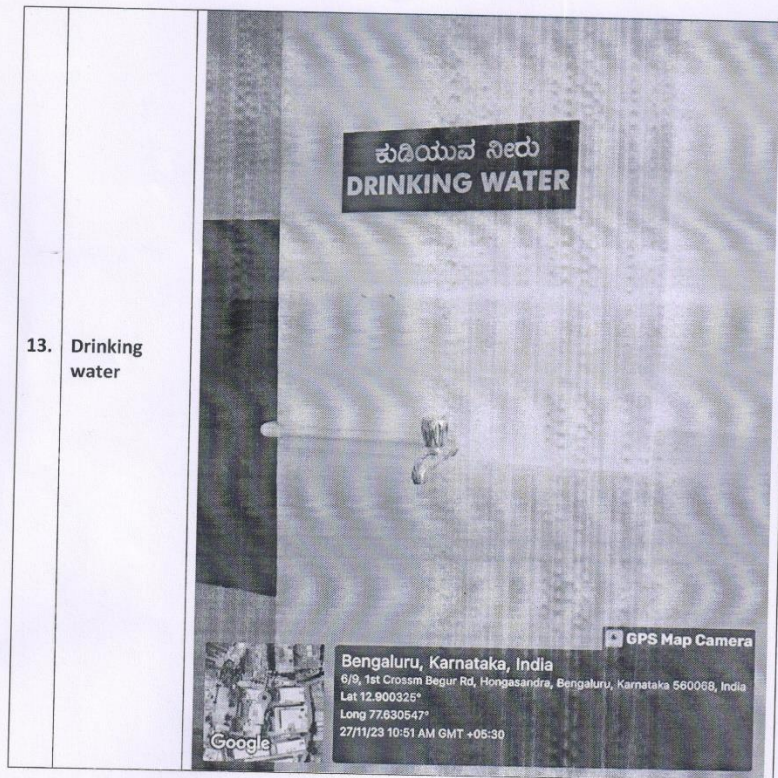 13.
Drinking
water
ಕುಡಿಯುವ ನೀರು
DRINKING WATER
GPS Map Camera
Bengaluru, Karnataka, India
6/9, 1st Crossm Begur Rd, Hongasandra, Bengaluru, Karnataka 560068, India
Lat 12.900325°
Long 77.630547°
27/11/23 10:51 AM GMT +05:30
Google